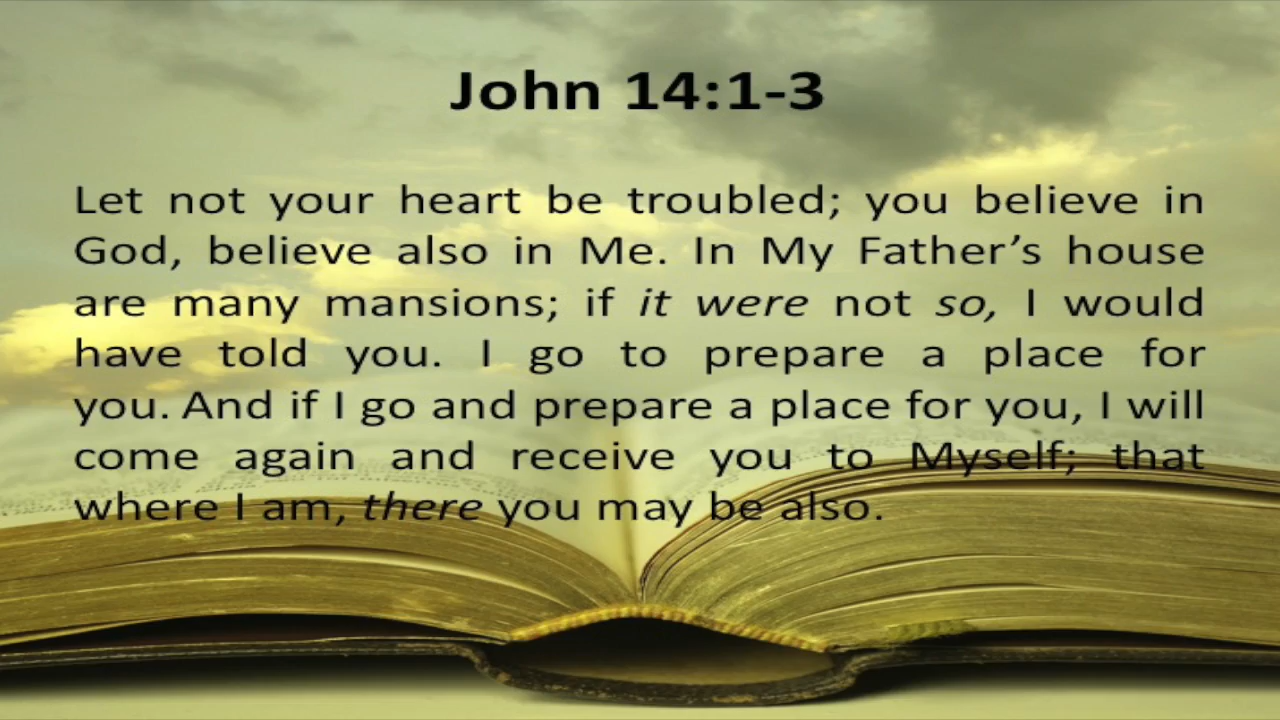 John 14:1-3
Let not your heart be troubled; you believe in
God, believe also in Me. In My Father’s house
are many mansions; if it were not so, I would
have told you. I go to prepare a place for
you. And if I go and prepare a place for you, I will
come again and receive you to Myself; that
where I am, there you may be also.